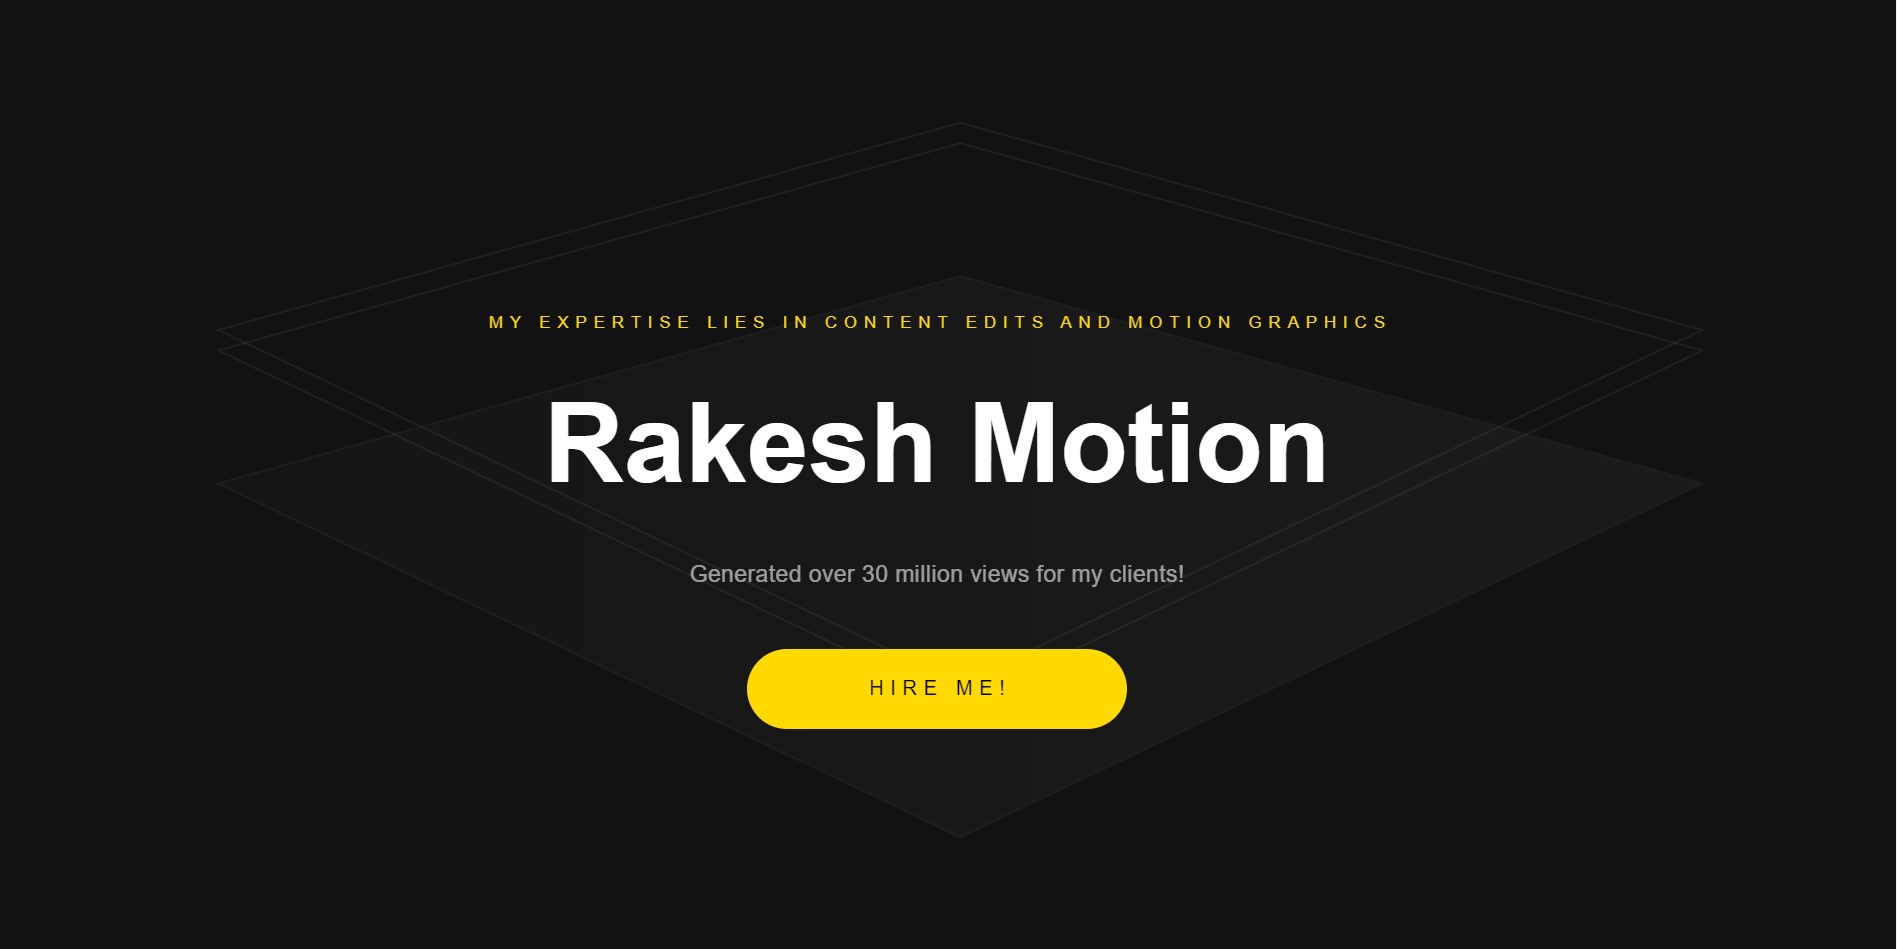 MY EXPERTISE LIES IN CONTENT EDITS AND MOTION GRAPHICS
Rakesh Motion
Generated over 30 million views for my clients!
HIRE ME!